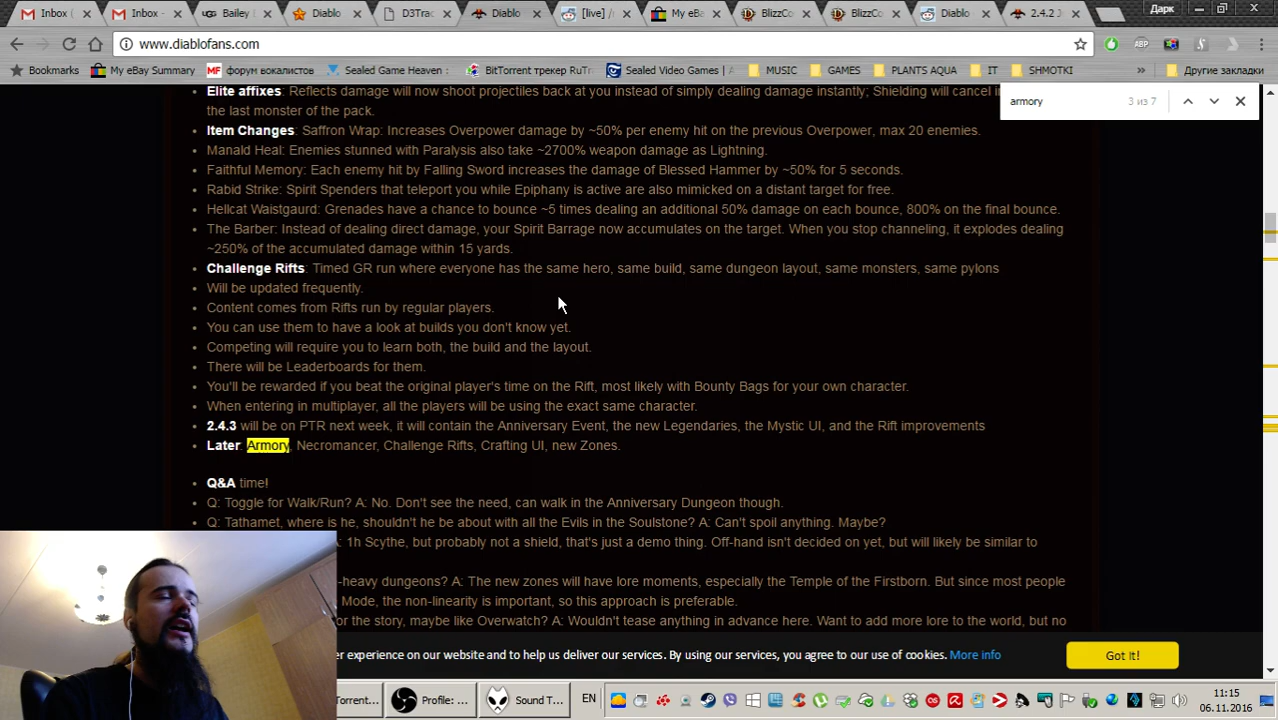 Inbox (
Inbox -
Bailey |
Diablo
D3Trac
Diablo
[live] /r
My eBa
BlizzCo
BlizzCo
Diablo
2.4.2 J
Дарк
www.diablofans.com
Bookmarks
My eBay Summary
MF форум вокалистов
Sealed Game Heaven :
BitTorrent трекер RuTr
Sealed Video Games |
MUSIC
GAMES
PLANTS AQUA
IT
SHMOTKI
»
Другие закладки
armory 3 из 7
Elite affixes: Reflects damage will now shoot projectiles back at you instead of simply dealing damage instantly; Shielding will cancel i
the last monster of the pack.
Item Changes: Saffron Wrap: Increases Overpower damage by ~50% per enemy hit on the previous Overpower, max 20 enemies.
Manald Heal: Enemies stunned with Paralysis also take ~2700% weapon damage as Lightning.
Faithful Memory: Each enemy hit by Falling Sword increases the damage of Blessed Hammer by ~50% for 5 seconds.
Rabid Strike: Spirit Spenders that teleport you while Epiphany is active are also mimicked on a distant target for free.
Hellcat Waistgaurd: Grenades have a chance to bounce ~5 times dealing an additional 50% damage on each bounce, 800% on the final bounce.
The Barber: Instead of dealing direct damage, your Spirit Barrage now accumulates on the target. When you stop channeling, it explodes dealing
~250% of the accumulated damage within 15 yards.
Challenge Rifts: Timed GR run where everyone has the same hero, same build, same dungeon layout, same monsters, same pylons
Will be updated frequently.
Content comes from Rifts run by regular players.
You can use them to have a look at builds you don't know yet.
Competing will require you to learn both, the build and the layout.
There will be Leaderboards for them.
You'll be rewarded if you beat the original player's time on the Rift, most likely with Bounty Bags for your own character.
When entering in multiplayer, all the players will be using the exact same character.
2.4.3 will be on PTR next week, it will contain the Anniversary Event, the new Legendaries, the Mystic UI, and the Rift improvements
Later: Armory, Necromancer, Challenge Rifts, Crafting UI, new Zones.
Q&A time!
Q: Toggle for Walk/Run? A: No. Don't see the need, can walk in the Anniversary Dungeon though.
Q: Tathamet, where is he, shouldn't he be about with all the Evils in the Soulstone? A: Can't spoil anything. Maybe?
A: 1h Scythe, but probably not a shield, that's just a demo thing. Off-hand isn't decided on yet, but will likely be similar to
-heavy dungeons? A: The new zones will have lore moments, especially the Temple of the Firstborn. But since most people
Mode, the non-linearity is important, so this approach is preferable.
or the story, maybe like Overwatch? A: Wouldn't tease anything in advance here. Want to add more lore to the world, but no
er experience on our website and to help us deliver our services. By using our services, you agree to our use of cookies. More info
Got it!
Torrent...
Profile: ...
Sound T...
EN
11:15
06.11.2016